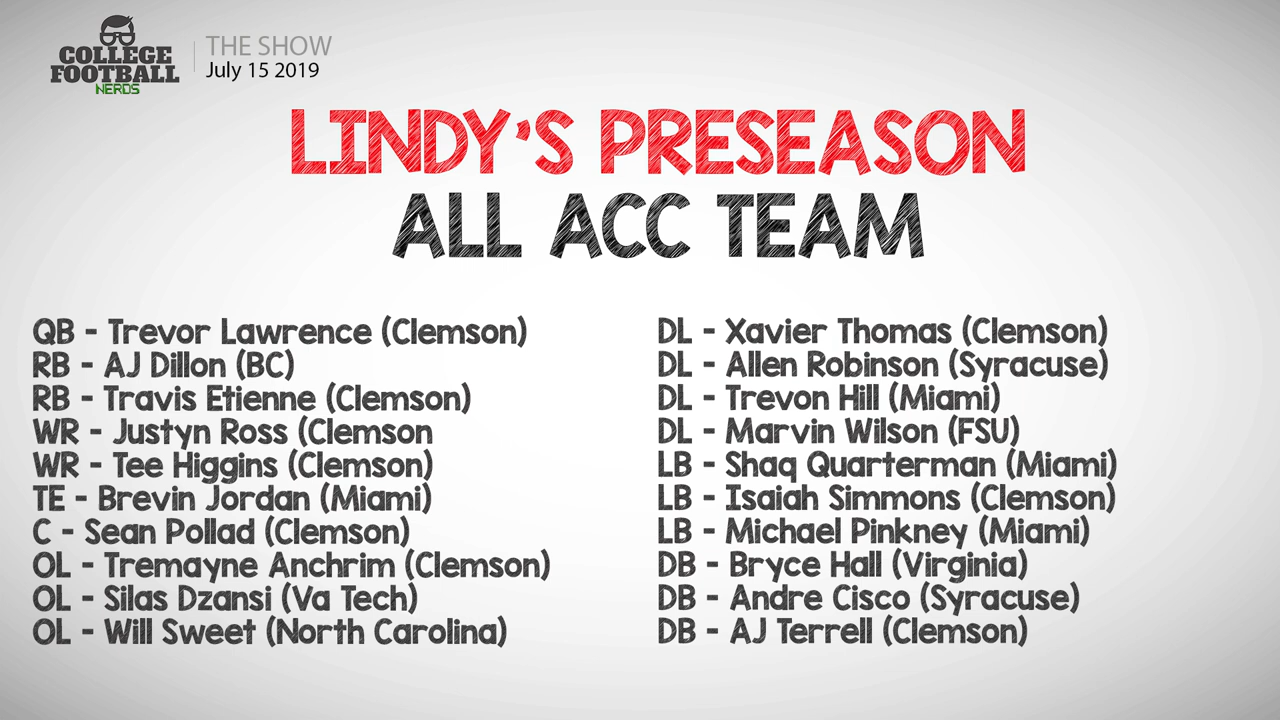 COLLEGE
FOOTBALL
NERDS
THE SHOW
July 15 2019
LINDY'S PRESEASON
ALL ACC TEAM
QB - Trevor Lawrence (Clemson)
RB - AJ Dillon (BC)
RB - Travis Etienne (Clemson)
WR - Justyn Ross (Clemson
WR - Tee Higgins (Clemson)
TE - Brevin Jordan (Miami)
C - Sean Pollad (Clemson)
OL - Tremayne Anchrim (Clemson)
OL - Silas Dzansi (Va Tech)
OL - Will Sweet (North Carolina)
DL - Xavier Thomas (Clemson)
DL - Allen Robinson (Syracuse)
DL - Trevon Hill (Miami)
DL - Marvin Wilson (FSU)
LB - Shaq Quarterman (Miami)
LB - Isaiah Simmons (Clemson)
LB - Michael Pinkney (Miami)
DB - Bryce Hall (Virginia)
DB - Andre Cisco (Syracuse)
DB - AJ Terrell (Clemson)